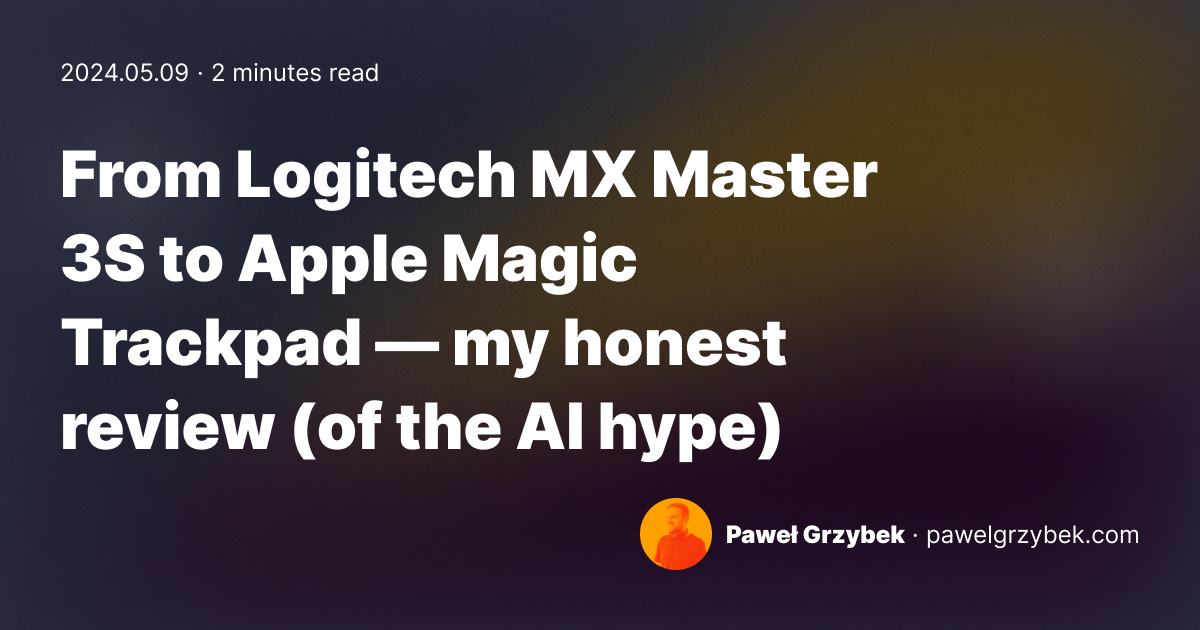 2024.05.09 · 2 minutes read
From Logitech MX Master
3S to Apple Magic
Trackpad — my honest
review (of the AI hype)
Paweł Grzybek · pawelgrzybek.com